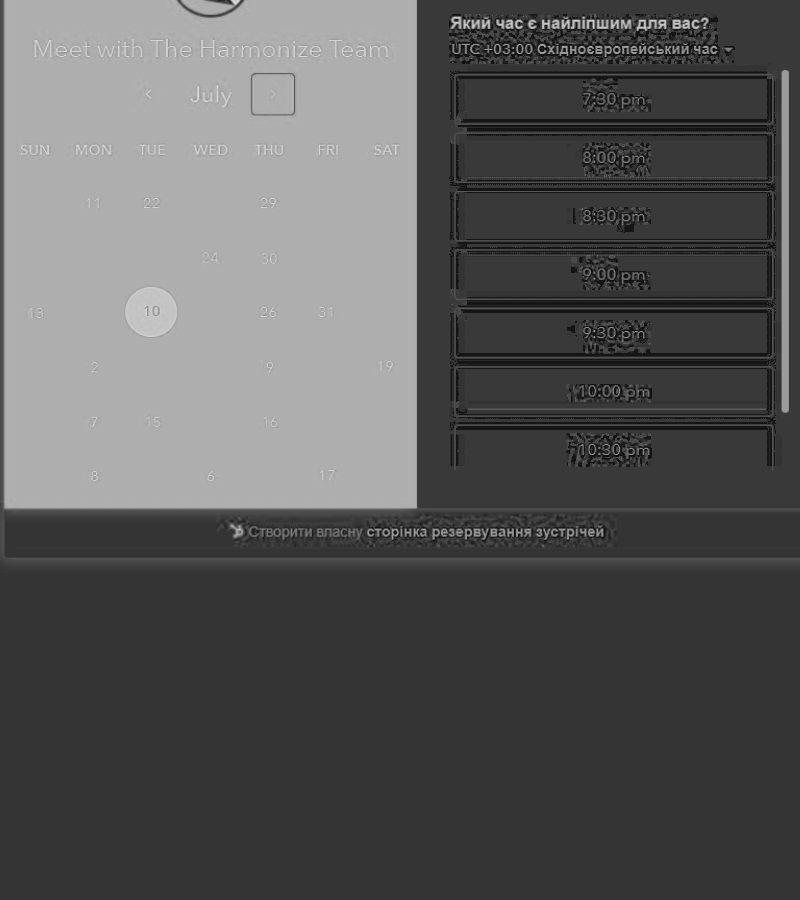 Meet with The Harmonize Team
July
SUN MON TUE WED THU FRI SAT
11 22 29
24 30
13 10 26 31
2 9 19
7 15 16
8 6 17
Який час є найліпшим для вас?
UTC +03:00 Східноєвропейський час
7:30 pm
8:00 pm
8:30 pm
9:00 pm
9:30 pm
10:00 pm
10:30 pm
Створити власну сторінка резервування зустрічей